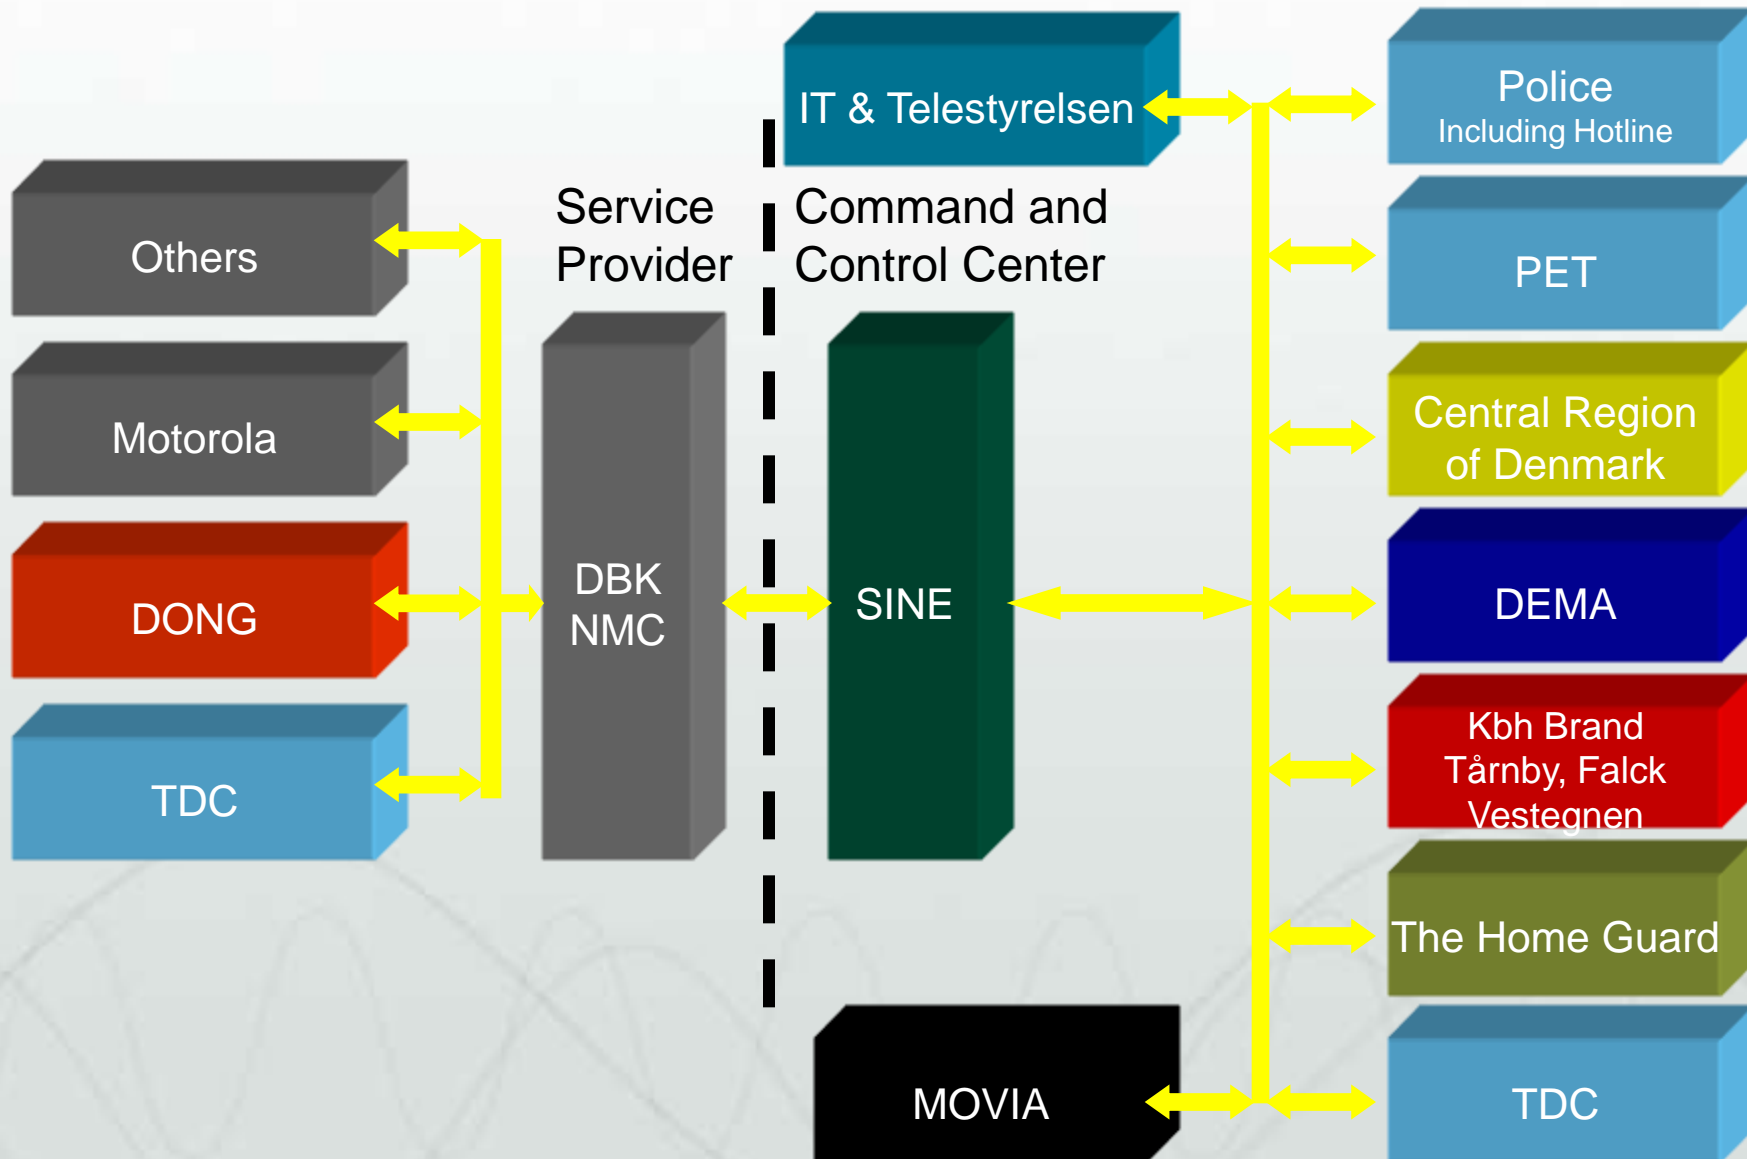 IT & Telestyrelsen
Police
Including Hotline
Service
Provider
Command and
Control Center
Others
PET
Motorola
Central Region
of Denmark
DONG
DBK
NMC
SINE
DEMA
TDC
Kbh Brand
Tårnby, Falck
Vestegnen
The Home Guard
MOVIA
TDC